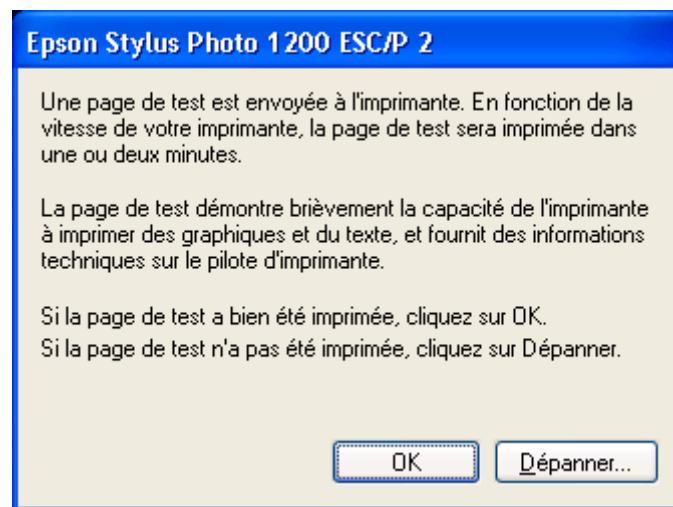 Epson Stylus Photo 1200 ESC/P 2
Une page de test est envoyée à l'imprimante. En fonction de la
vitesse de votre imprimante, la page de test sera imprimée dans
une ou deux minutes.
La page de test démontre brièvement la capacité de l'imprimante
à imprimer des graphiques et du texte, et fournit des informations
techniques sur le pilote d'imprimante.
Si la page de test a bien été imprimée, cliquez sur OK.
Si la page de test n'a pas été imprimée, cliquez sur Dépanner.
OK
Dépanner...